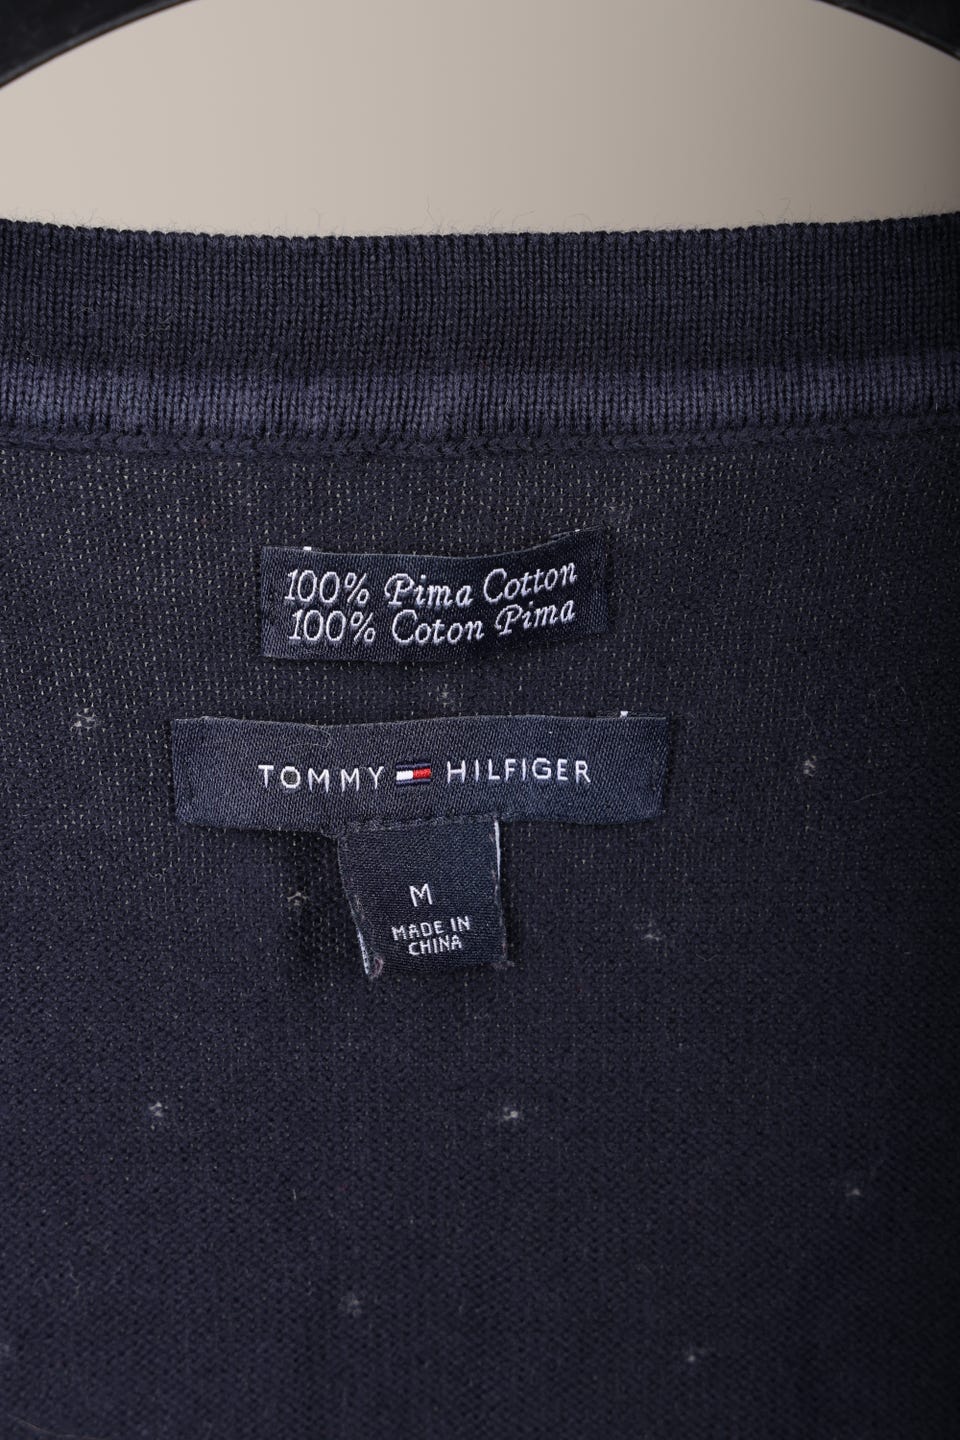 100% Pima Cotton
100% Coton Pima
TOMMY HILFIGER
M
MADE IN
CHINA